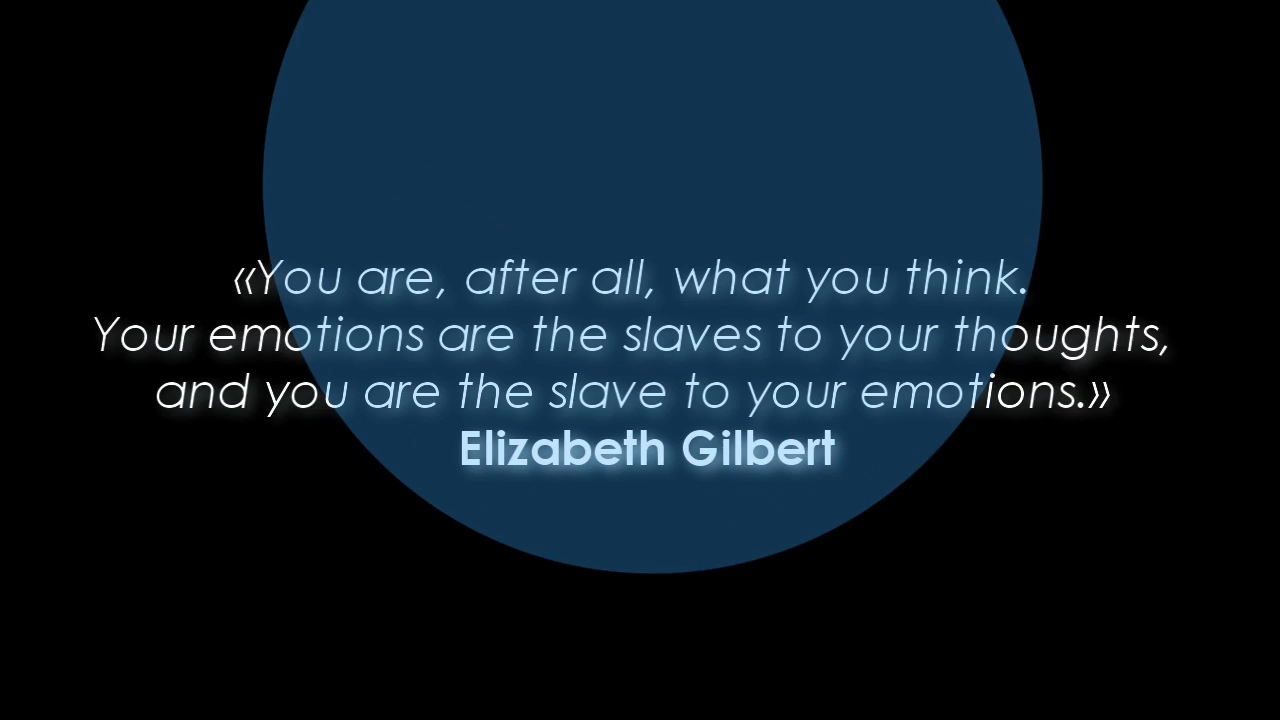 «You are, after all, what you think.
Your emotions are the slaves to your thoughts,
and you are the slave to your emotions.»
Elizabeth Gilbert